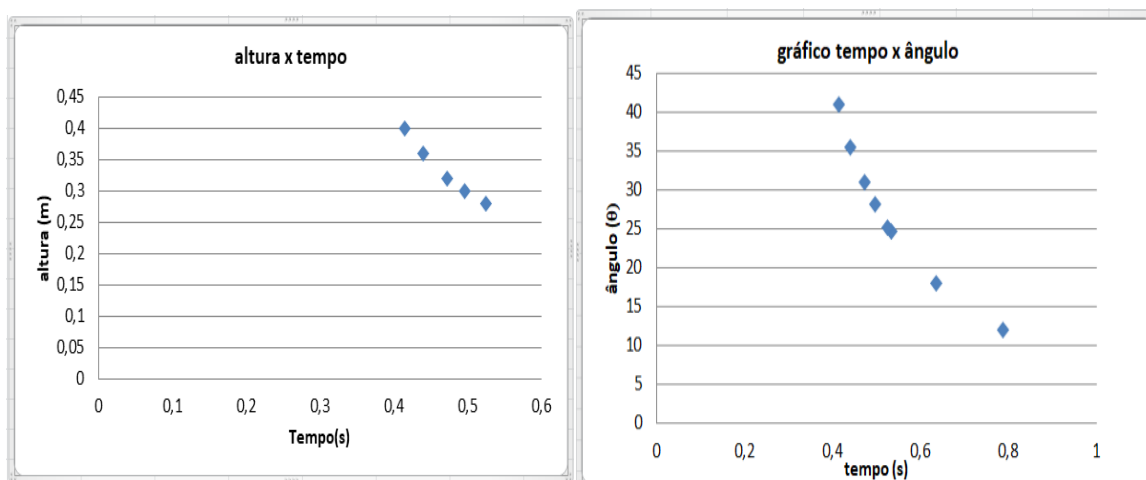 altura x tempo
0,45
0,4
0,35
0,3
0,25
0,2
0,15
0,1
0,05
0
altura (m)
0 0,1 0,2 0,3 0,4 0,5 0,6
Tempo(s)
gráfico tempo x ângulo
45
40
35
30
25
20
15
10
5
0
ângulo (θ)
0 0,2 0,4 0,6 0,8 1
tempo (s)